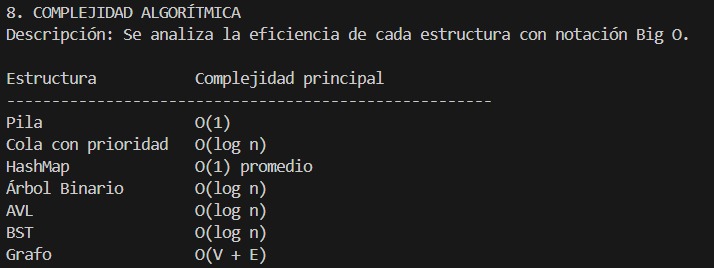 8. COMPLEJIDAD ALGORÍTMICA
Descripción: Se analiza la eficiencia de cada estructura con notación Big O.
Estructura Complejidad principal
------------------------------------------------------
Pila O(1)
Cola con prioridad O(log n)
HashMap O(1) promedio
Árbol Binario O(log n)
AVL O(log n)
BST O(log n)
Grafo O(V + E)